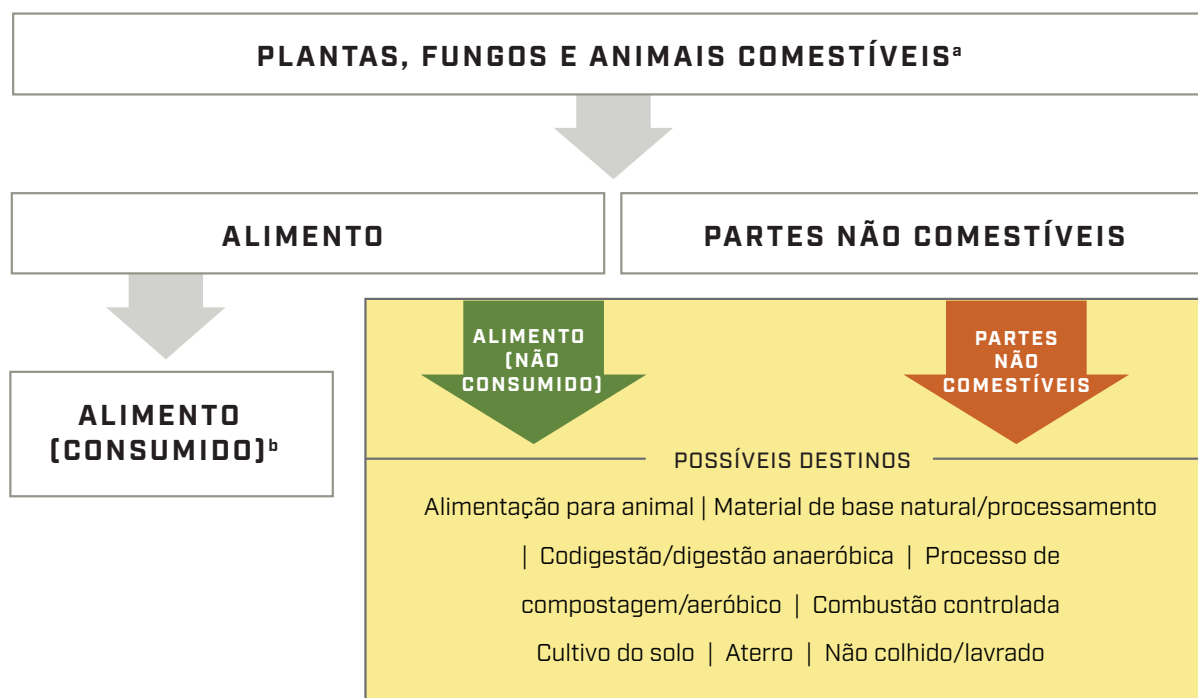 PLANTAS, FUNGOS E ANIMAIS COMESTÍVEISᵃ
ALIMENTO
PARTES NÃO COMESTÍVEIS
ALIMENTO
(CONSUMIDO)ᵇ
ALIMENTO
(NÃO
CONSUMIDO)
PARTES
NÃO
COMESTÍVEIS
POSSÍVEIS DESTINOS
Alimentação para animal | Material de base natural/processamento
| Codigestão/digestão anaeróbica | Processo de
compostagem/aeróbico | Combustão controlada
Cultivo do solo | Aterro | Não colhido/lavrado